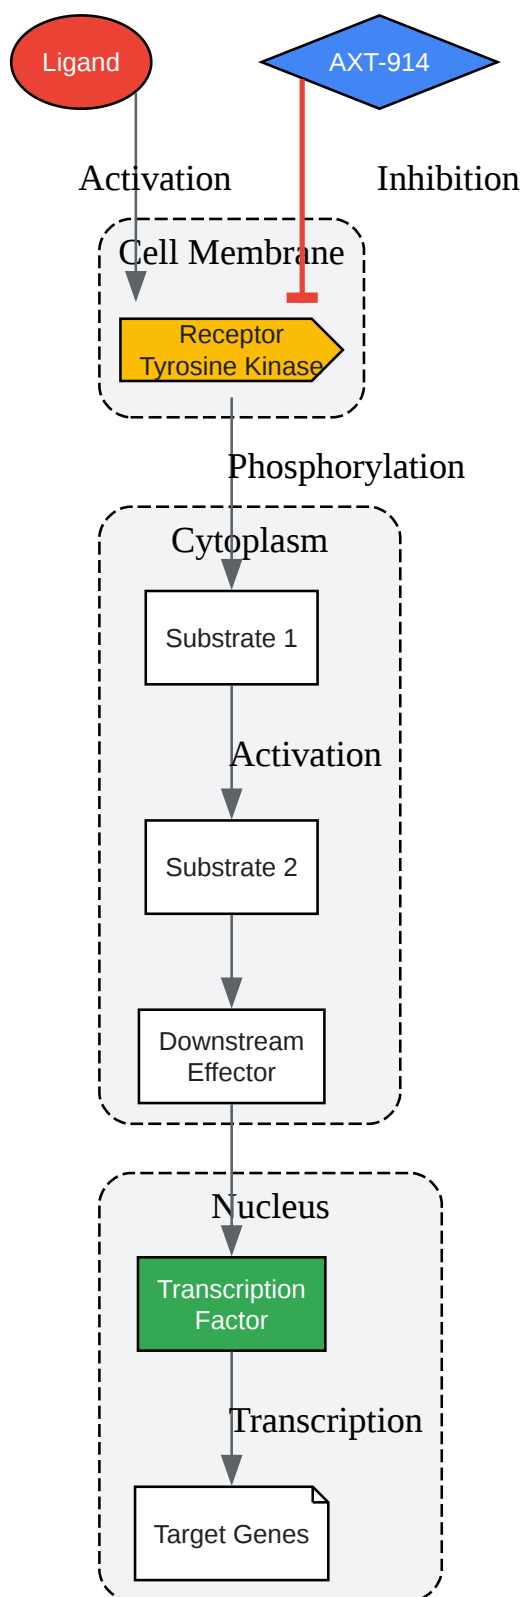 Ligand
AXT-914
Activation
Inhibition
Cell Membrane
Receptor
Tyrosine Kinase
Phosphorylation
Cytoplasm
Substrate 1
Activation
Substrate 2
Downstream
Effector
Nucleus
Transcription
Factor
Transcription
Target Genes